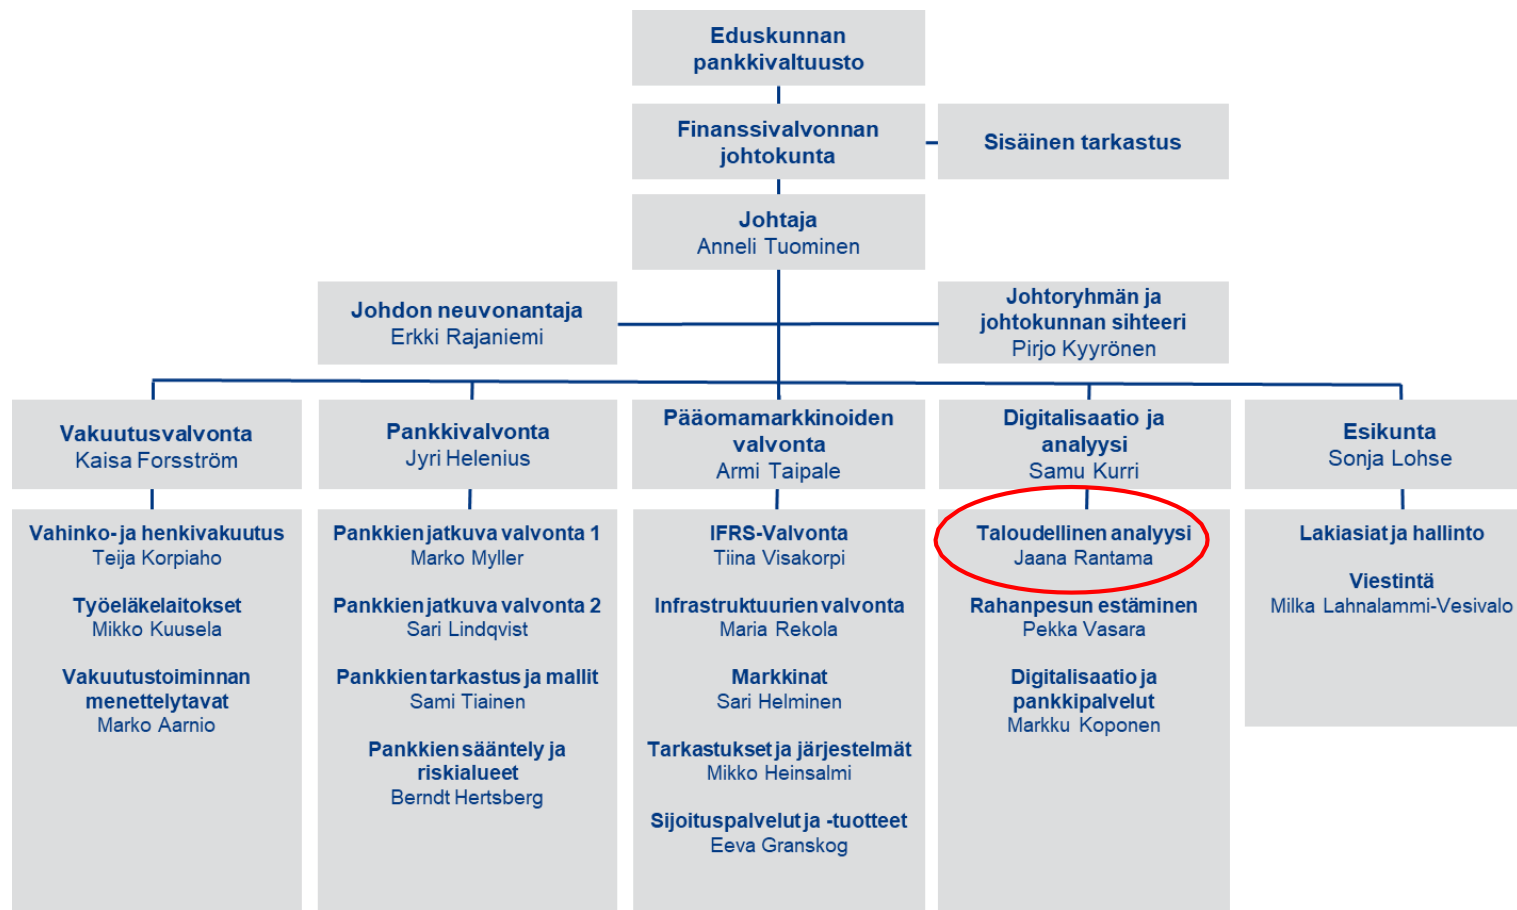 Eduskunnan
pankkivaltuusto
Finanssivalvonnan
johtokunta
Sisäinen tarkastus
Johtaja
Anneli Tuominen
Johdon neuvonantaja
Erkki Rajaniemi
Johtoryhmän ja
johtokunnan sihteeri
Pirjo Kyyrönen
Vakuutusvalvonta
Kaisa Forsström
Pankkivalvonta
Jyri Helenius
Pääomamarkkinoiden
valvonta
Armi Taipale
Digitalisaatio ja
analyysi
Samu Kurri
Esikunta
Sonja Lohse
Vahinko- ja henkivakuutus
Teija Korpiaho
Työeläkelaitokset
Mikko Kuusela
Vakuutustoiminnan
menettelytavat
Marko Aarnio
Pankkien jatkuva valvonta 1
Marko Myller
Pankkien jatkuva valvonta 2
Sari Lindqvist
Pankkien tarkastus ja mallit
Sami Tiainen
Pankkien sääntely ja
riskialueet
Berndt Hertsberg
IFRS-Valvonta
Tiina Visakorpi
Infrastruktuurien valvonta
Maria Rekola
Markkinat
Sari Helminen
Tarkastukset ja järjestelmät
Mikko Heinsalmi
Sijoituspalvelut ja -tuotteet
Eeva Granskog
Taloudellinen analyysi
Jaana Rantama
Rahanpesun estäminen
Pekka Vasara
Digitalisaatio ja
pankkipalvelut
Markku Koponen
Lakiasiat ja hallinto
Viestintä
Milka Lahnalammi-Vesivalo